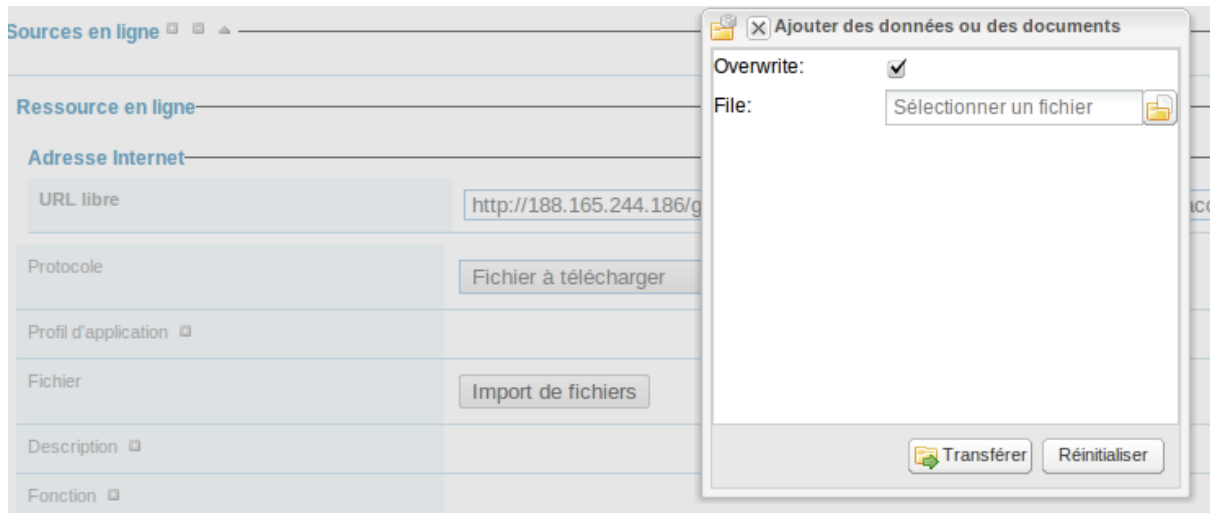 Sources en ligne
Ressource en ligne
Adresse Internet
URL libre
http://188.165.244.186/g
Protocole
Fichier à télécharger
Profil d'application
Fichier
Import de fichiers
Description
Fonction
Ajouter des données ou des documents
Overwrite:
File:
Sélectionner un fichier
Transférer
Réinitialiser